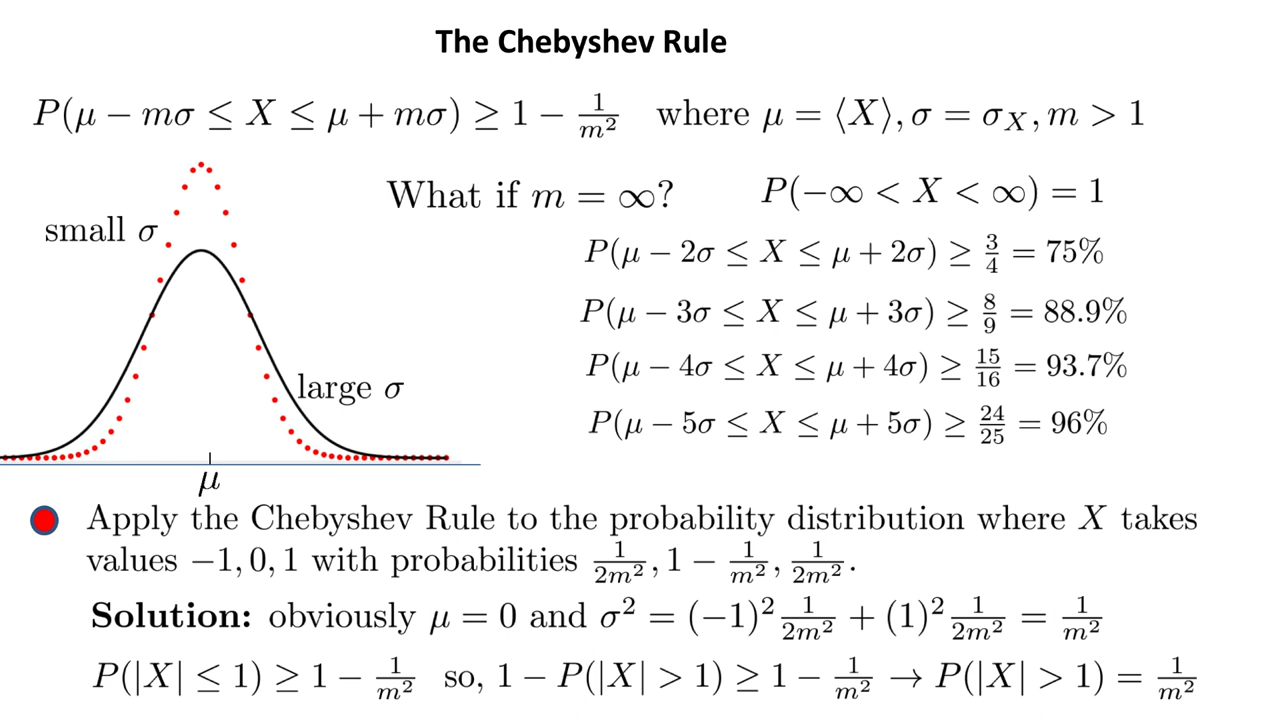 The Chebyshev Rule
P(μ − mσ ≤ X ≤ μ + mσ) ≥ 1 − 1/m² where μ = ⟨X⟩, σ = σ_X, m > 1
What if m = ∞? P(−∞ < X < ∞) = 1
small σ
P(μ − 2σ ≤ X ≤ μ + 2σ) ≥ 3/4 = 75%
P(μ − 3σ ≤ X ≤ μ + 3σ) ≥ 8/9 = 88.9%
P(μ − 4σ ≤ X ≤ μ + 4σ) ≥ 15/16 = 93.7%
large σ
P(μ − 5σ ≤ X ≤ μ + 5σ) ≥ 24/25 = 96%
μ
Apply the Chebyshev Rule to the probability distribution where X takes
values −1, 0, 1 with probabilities 1/2m², 1 − 1/m², 1/2m².
Solution: obviously μ = 0 and σ² = (−1)² 1/2m² + (1)² 1/2m² = 1/m²
P(|X| ≤ 1) ≥ 1 − 1/m² so, 1 − P(|X| > 1) ≥ 1 − 1/m² → P(|X| > 1) = 1/m²